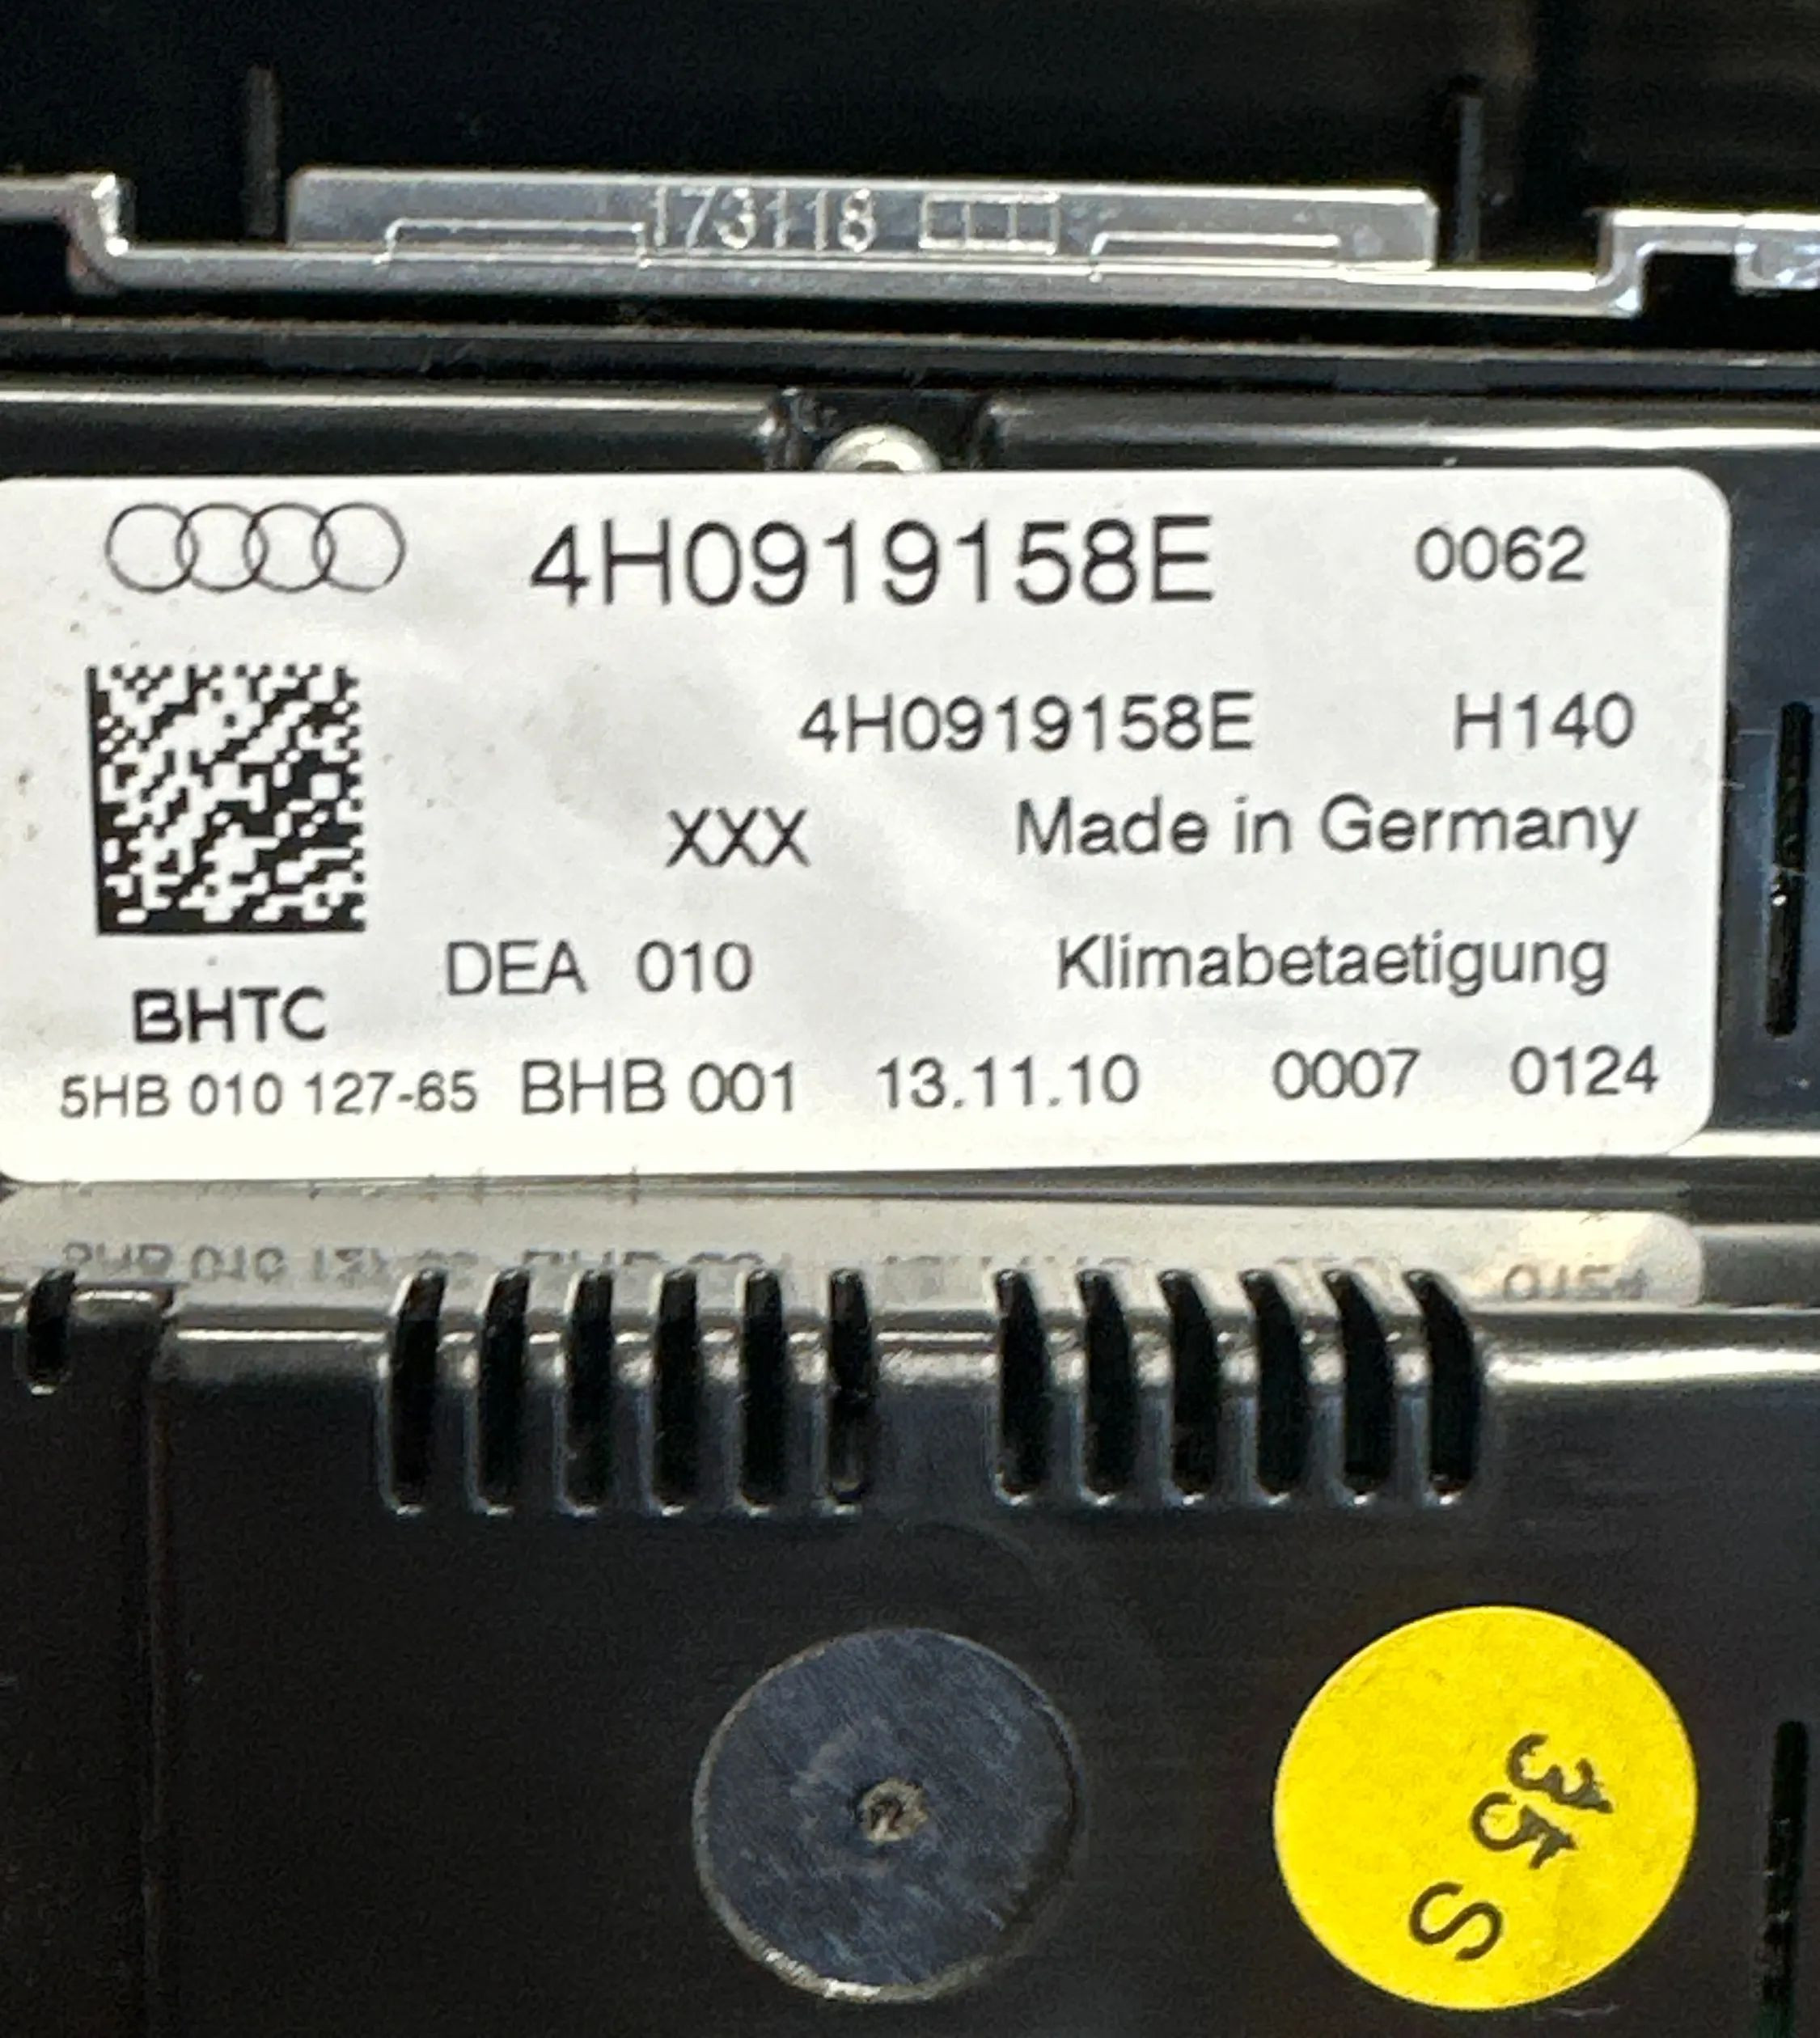 173118
4H0919158E 0062
4H0919158E H140
XXX Made in Germany
DEA 010 Klimabetaetigung
BHTC
5HB 010 127-65 BHB 001 13.11.10 0007 0124
S